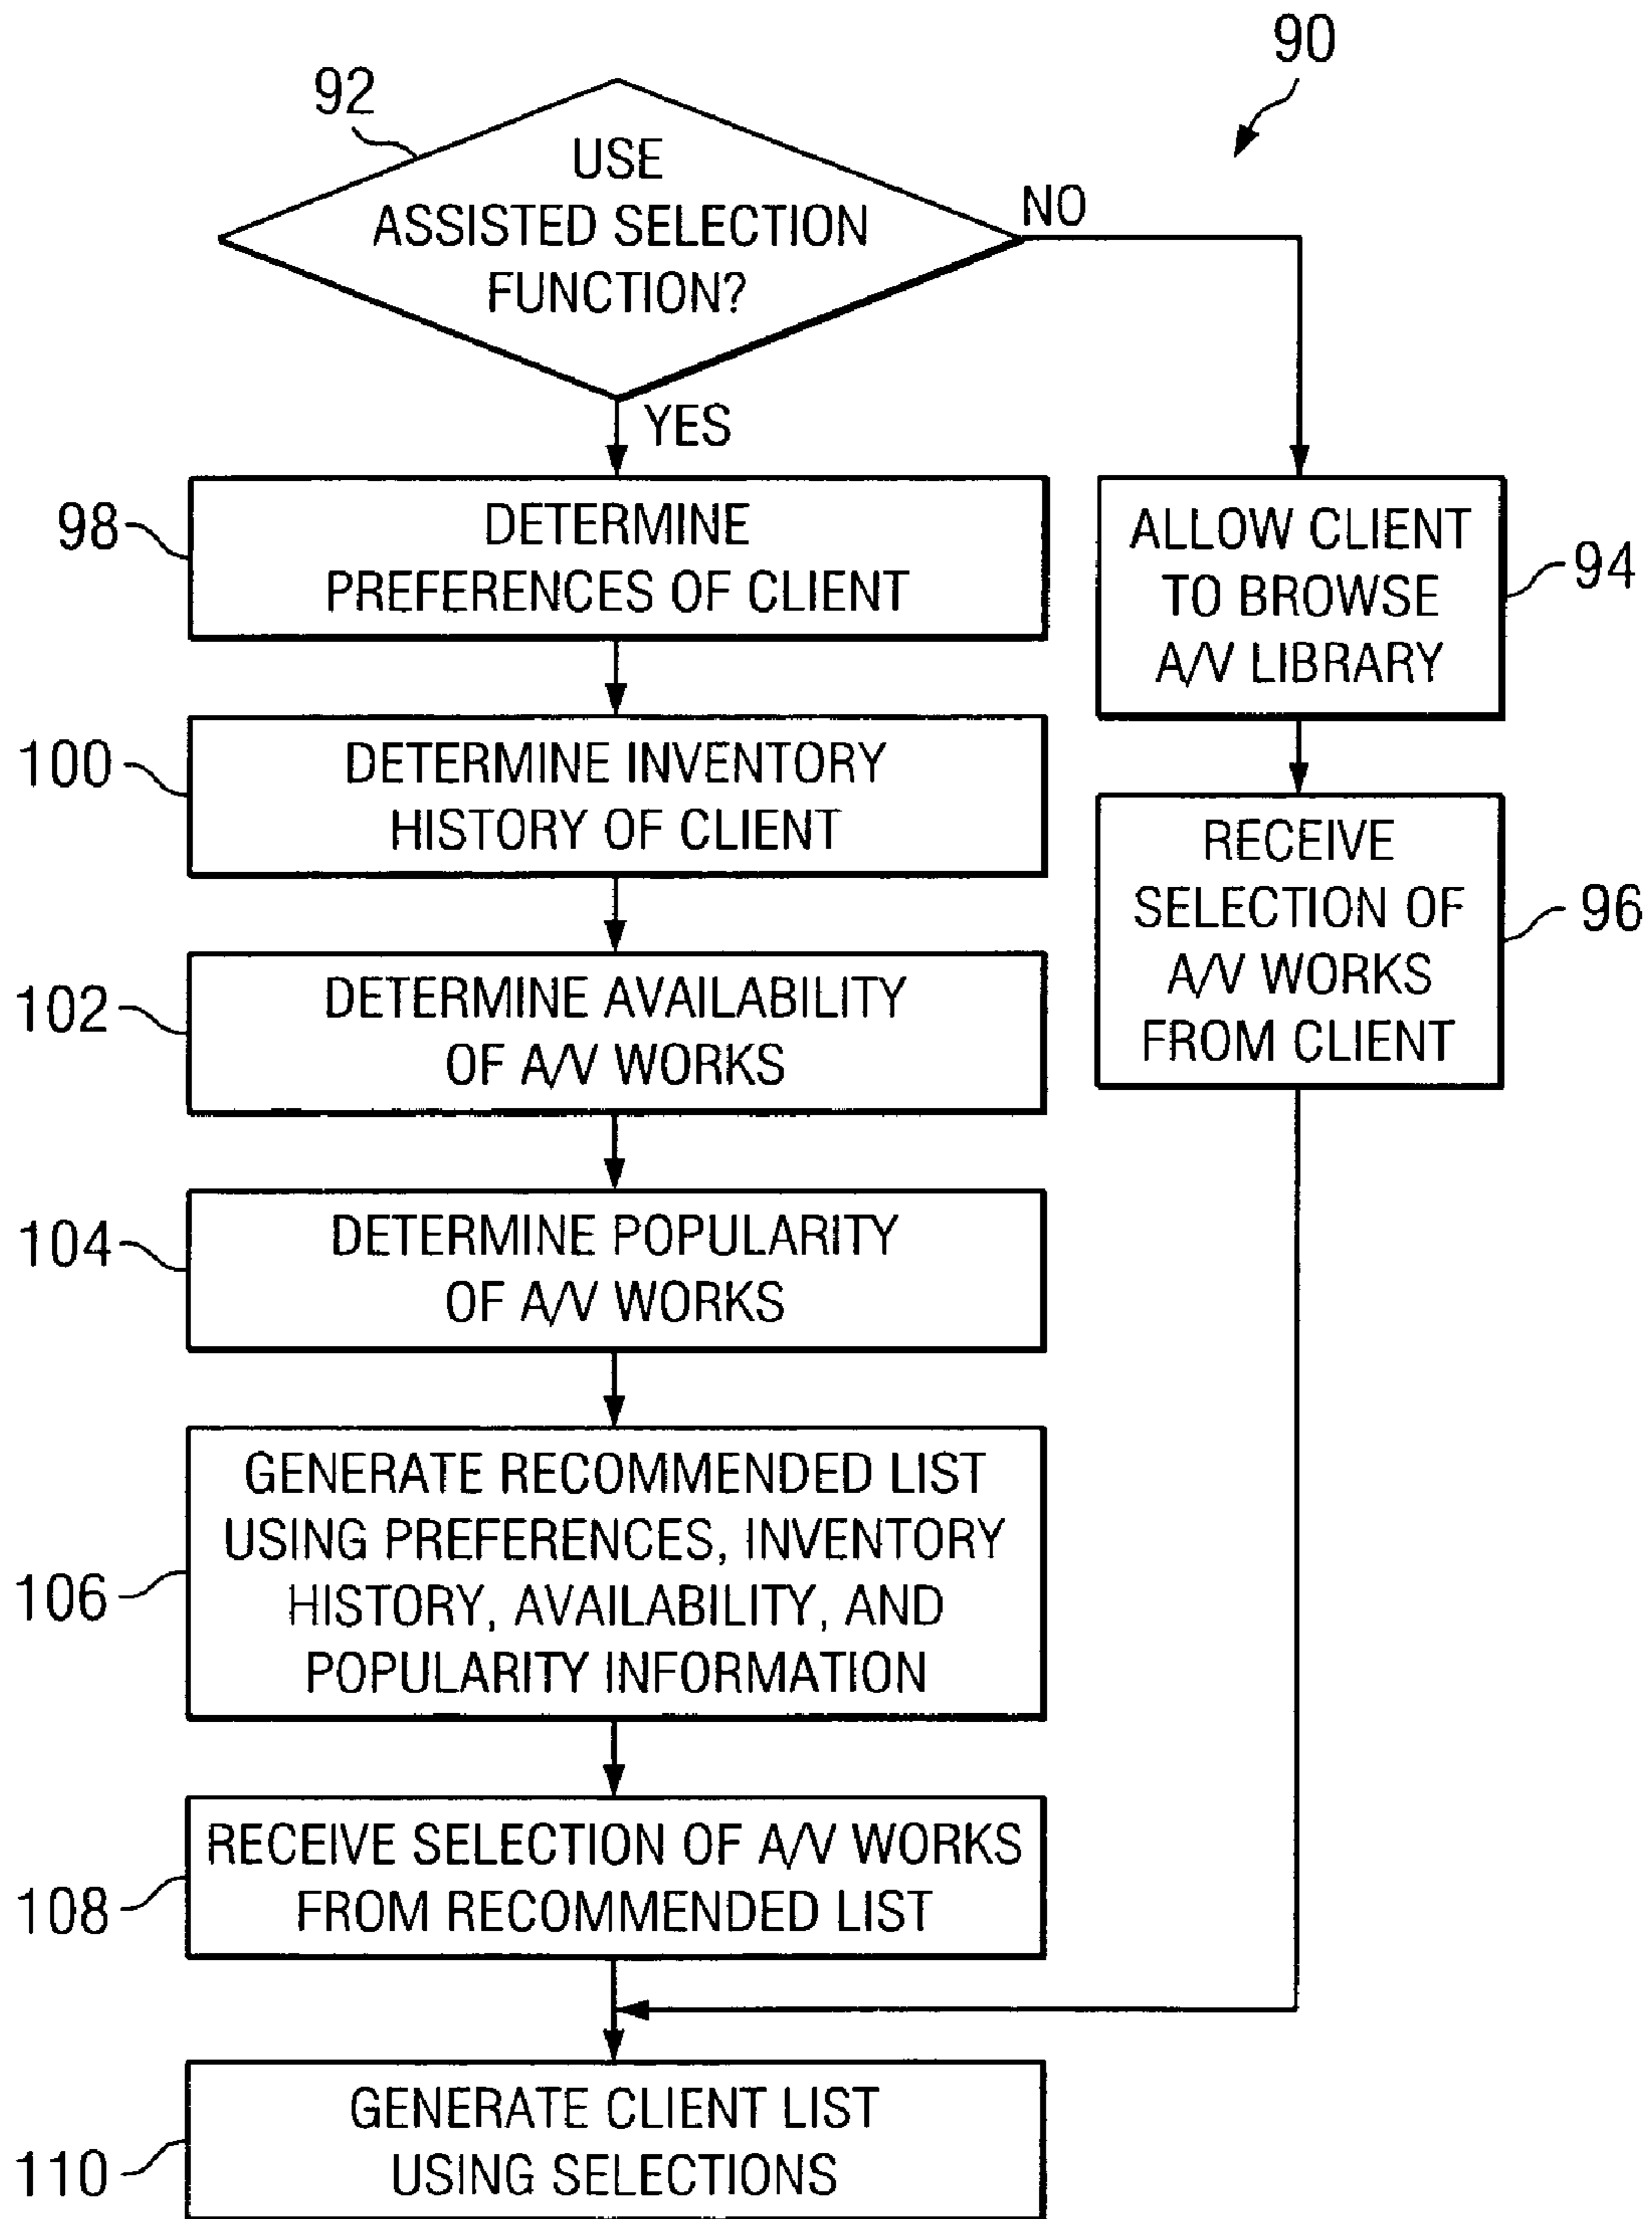 90
92
USE
ASSISTED SELECTION
FUNCTION?
NO
YES
98
DETERMINE
PREFERENCES OF CLIENT
ALLOW CLIENT
TO BROWSE
A/V LIBRARY
94
100
DETERMINE INVENTORY
HISTORY OF CLIENT
RECEIVE
SELECTION OF
A/V WORKS
FROM CLIENT
96
102
DETERMINE AVAILABILITY
OF A/V WORKS
104
DETERMINE POPULARITY
OF A/V WORKS
106
GENERATE RECOMMENDED LIST
USING PREFERENCES, INVENTORY
HISTORY, AVAILABILITY, AND
POPULARITY INFORMATION
108
RECEIVE SELECTION OF A/V WORKS
FROM RECOMMENDED LIST
110
GENERATE CLIENT LIST
USING SELECTIONS